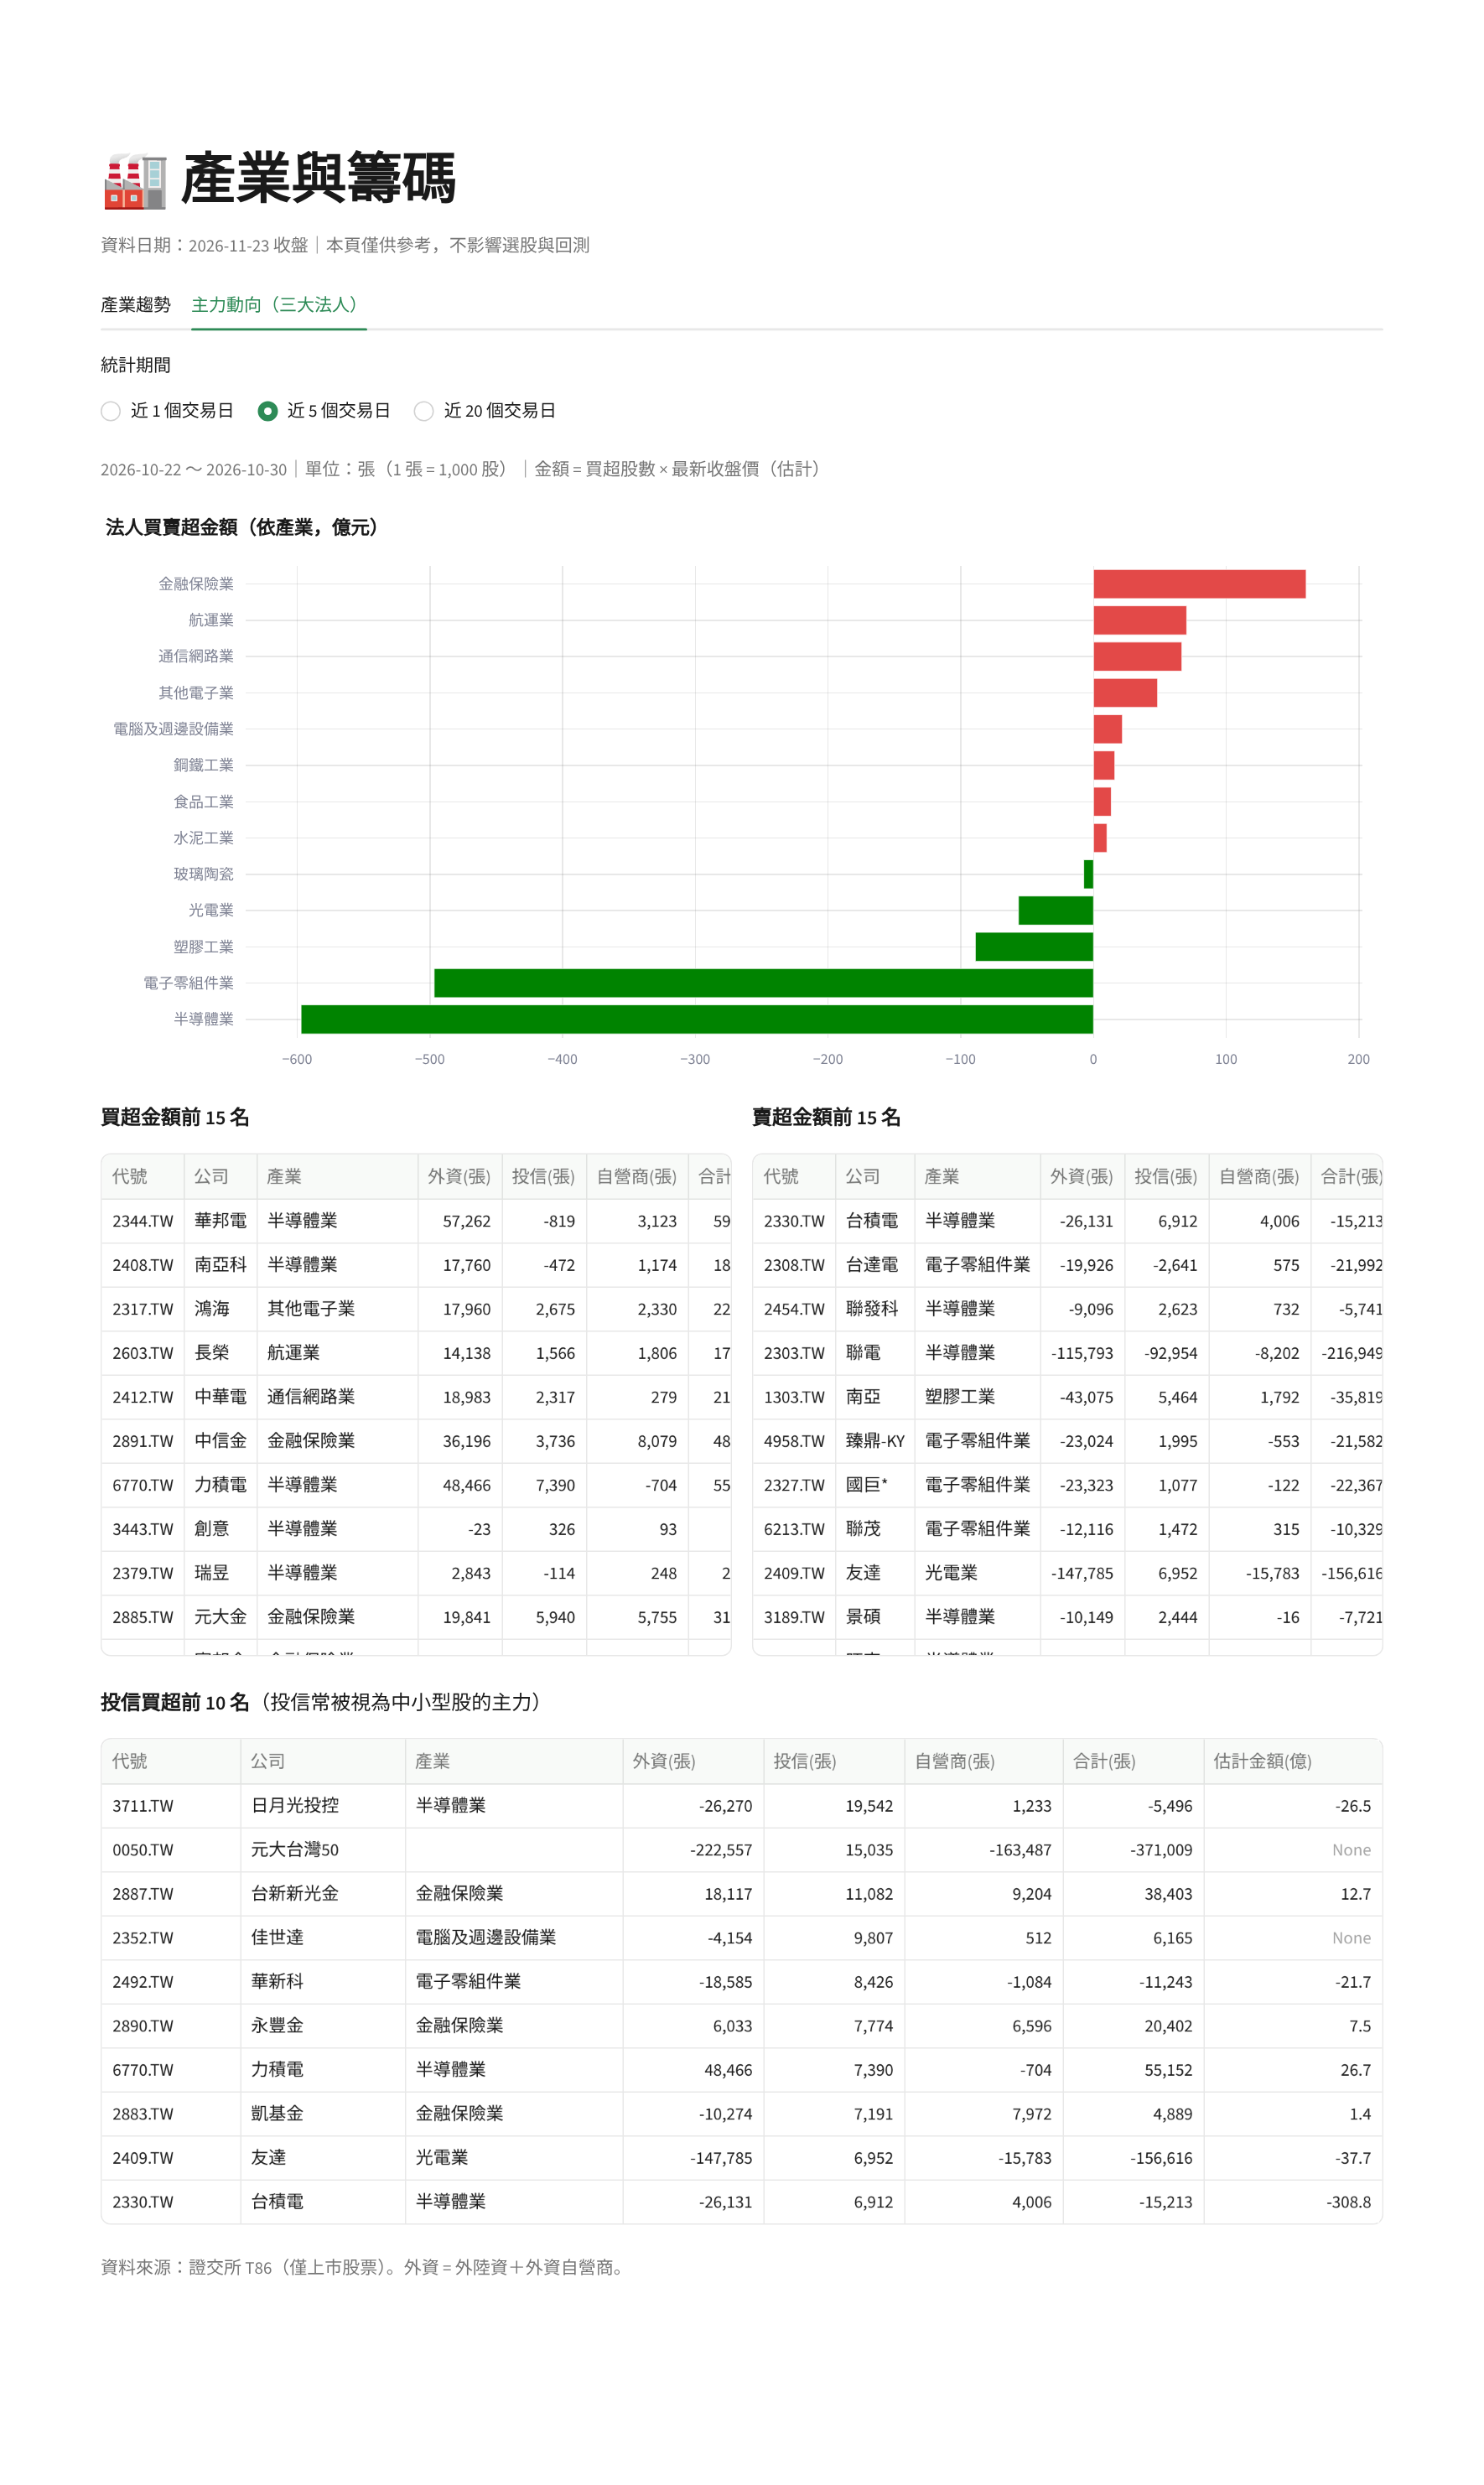 產業與籌碼
資料日期：2026-11-23 收盤｜本頁僅供參考，不影響選股與回測
產業趨勢 主力動向（三大法人）
統計期間
近 1 個交易日 近 5 個交易日 近 20 個交易日
2026-10-22 ～ 2026-10-30｜單位：張（1 張 = 1,000 股）｜金額 = 買超股數 × 最新收盤價（估計）
法人買賣超金額（依產業，億元）
金融保險業
航運業
通信網路業
其他電子業
電腦及週邊設備業
鋼鐵工業
食品工業
水泥工業
玻璃陶瓷
光電業
塑膠工業
電子零組件業
半導體業
−600 −500 −400 −300 −200 −100 0 100 200
買超金額前 15 名
代號 公司 產業 外資(張) 投信(張) 自營商(張) 合計
2344.TW 華邦電 半導體業 57,262 -819 3,123 59
2408.TW 南亞科 半導體業 17,760 -472 1,174 18
2317.TW 鴻海 其他電子業 17,960 2,675 2,330 22
2603.TW 長榮 航運業 14,138 1,566 1,806 17
2412.TW 中華電 通信網路業 18,983 2,317 279 21
2891.TW 中信金 金融保險業 36,196 3,736 8,079 48
6770.TW 力積電 半導體業 48,466 7,390 -704 55
3443.TW 創意 半導體業 -23 326 93
2379.TW 瑞昱 半導體業 2,843 -114 248 2
2885.TW 元大金 金融保險業 19,841 5,940 5,755 31
賣超金額前 15 名
代號 公司 產業 外資(張) 投信(張) 自營商(張) 合計(張)
2330.TW 台積電 半導體業 -26,131 6,912 4,006 -15,213
2308.TW 台達電 電子零組件業 -19,926 -2,641 575 -21,992
2454.TW 聯發科 半導體業 -9,096 2,623 732 -5,741
2303.TW 聯電 半導體業 -115,793 -92,954 -8,202 -216,949
1303.TW 南亞 塑膠工業 -43,075 5,464 1,792 -35,819
4958.TW 臻鼎-KY 電子零組件業 -23,024 1,995 -553 -21,582
2327.TW 國巨* 電子零組件業 -23,323 1,077 -122 -22,367
6213.TW 聯茂 電子零組件業 -12,116 1,472 315 -10,329
2409.TW 友達 光電業 -147,785 6,952 -15,783 -156,616
3189.TW 景碩 半導體業 -10,149 2,444 -16 -7,721
投信買超前 10 名（投信常被視為中小型股的主力）
代號 公司 產業 外資(張) 投信(張) 自營商(張) 合計(張) 估計金額(億)
3711.TW 日月光投控 半導體業 -26,270 19,542 1,233 -5,496 -26.5
0050.TW 元大台灣50 -222,557 15,035 -163,487 -371,009 None
2887.TW 台新新光金 金融保險業 18,117 11,082 9,204 38,403 12.7
2352.TW 佳世達 電腦及週邊設備業 -4,154 9,807 512 6,165 None
2492.TW 華新科 電子零組件業 -18,585 8,426 -1,084 -11,243 -21.7
2890.TW 永豐金 金融保險業 6,033 7,774 6,596 20,402 7.5
6770.TW 力積電 半導體業 48,466 7,390 -704 55,152 26.7
2883.TW 凱基金 金融保險業 -10,274 7,191 7,972 4,889 1.4
2409.TW 友達 光電業 -147,785 6,952 -15,783 -156,616 -37.7
2330.TW 台積電 半導體業 -26,131 6,912 4,006 -15,213 -308.8
資料來源：證交所 T86（僅上市股票）。外資 = 外陸資＋外資自營商。